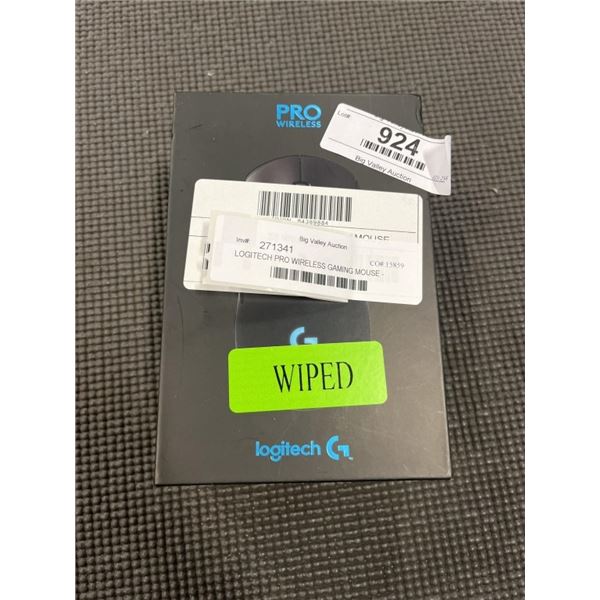 PRO
WIRELESS
Lot#:
924
Big Valley Auction
MOUSE
Inv#: 271341 Big Valley Auction
CO# 15859
LOGITECH PRO WIRELESS GAMING MOUSE -
G
WIPED
logitech G